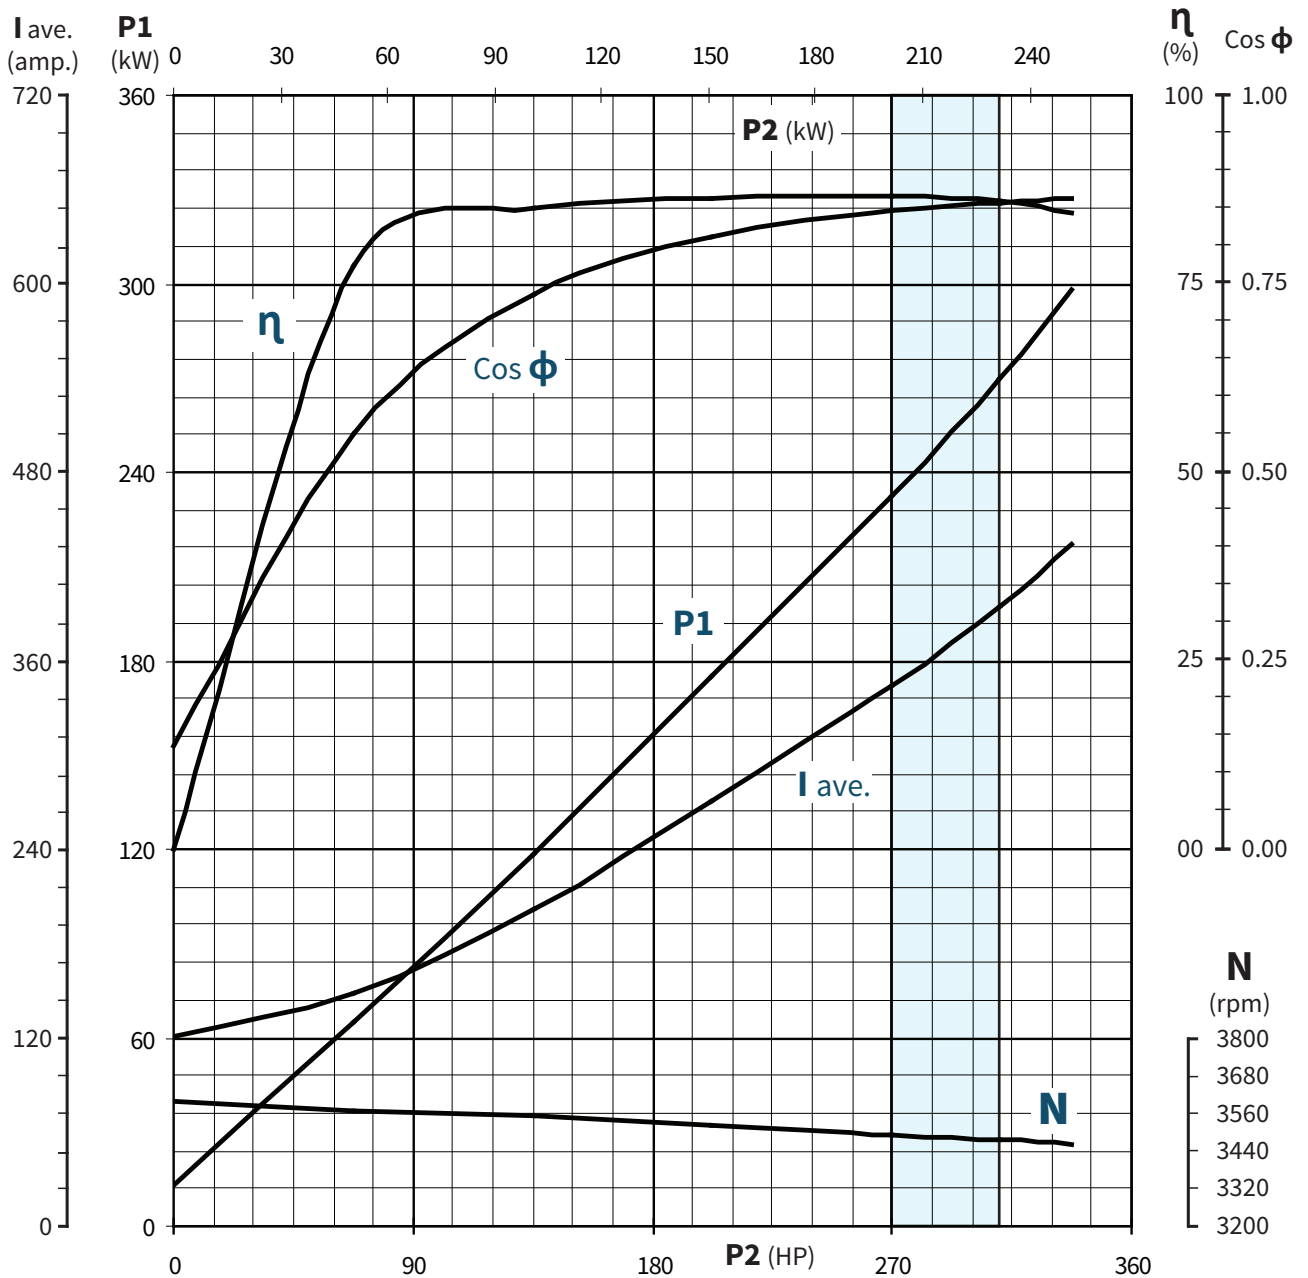 I ave.
(amp.)
P1
(kW)
0 30 60 90 120 150 180 210 240
η
(%)
Cos ϕ
720
360
100
1.00
P2 (kW)
600
300
75
0.75
η
Cos ϕ
480
240
50
0.50
P1
360
180
25
0.25
I ave.
240
120
00
0.00
N
(rpm)
120
60
3800
3680
N
3560
3440
3320
0
0
3200
0 90 180 P2 (HP) 270 360